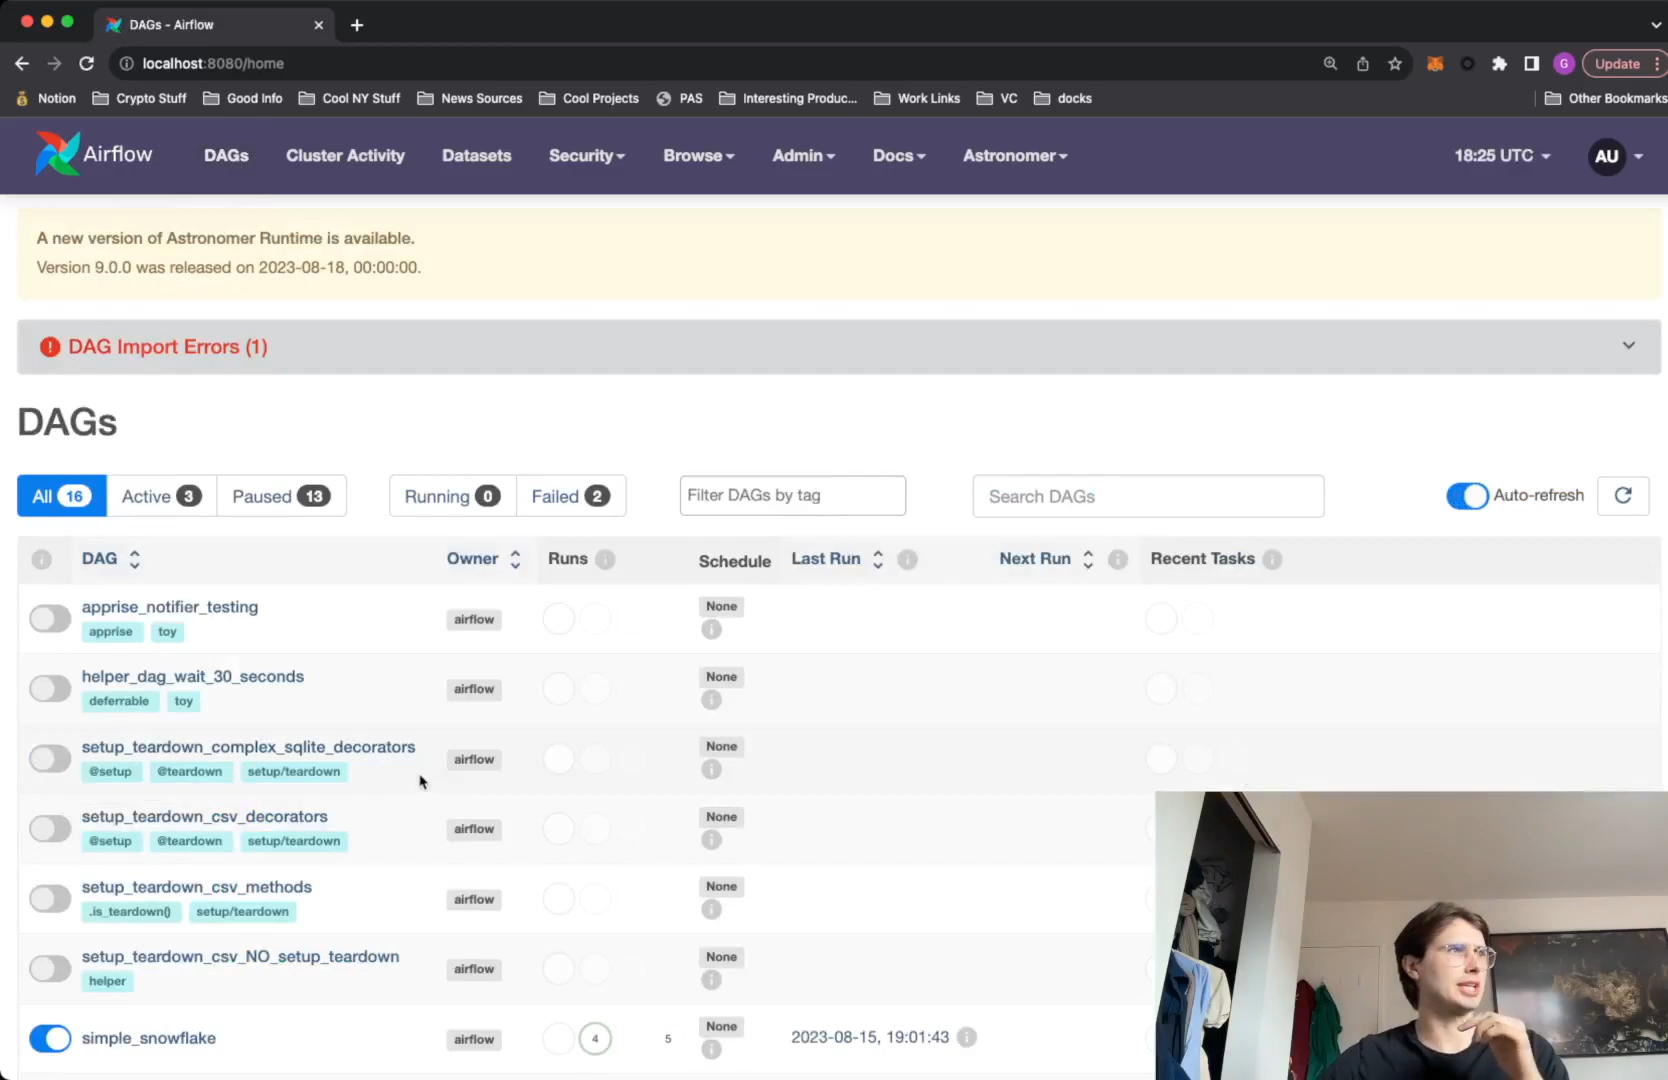 DAGs - Airflow
localhost:8080/home
G
Update
Notion
Crypto Stuff
Good Info
Cool NY Stuff
News Sources
Cool Projects
PAS
Interesting Produc...
Work Links
VC
docks
Other Bookmarks
Airflow
DAGs
Cluster Activity
Datasets
Security
Browse
Admin
Docs
Astronomer
18:25 UTC
AU
A new version of Astronomer Runtime is available.
Version 9.0.0 was released on 2023-08-18, 00:00:00.
DAG Import Errors (1)
DAGs
All 16
Active 3
Paused 13
Running 0
Failed 2
Filter DAGs by tag
Search DAGs
Auto-refresh
DAG
Owner
Runs
Schedule
Last Run
Next Run
Recent Tasks
apprise_notifier_testing
apprise
toy
airflow
None
helper_dag_wait_30_seconds
deferrable
toy
airflow
None
setup_teardown_complex_sqlite_decorators
@setup
@teardown
setup/teardown
airflow
None
setup_teardown_csv_decorators
@setup
@teardown
setup/teardown
airflow
None
setup_teardown_csv_methods
.is_teardown()
setup/teardown
airflow
None
setup_teardown_csv_NO_setup_teardown
helper
airflow
None
simple_snowflake
airflow
4
5
None
2023-08-15, 19:01:43